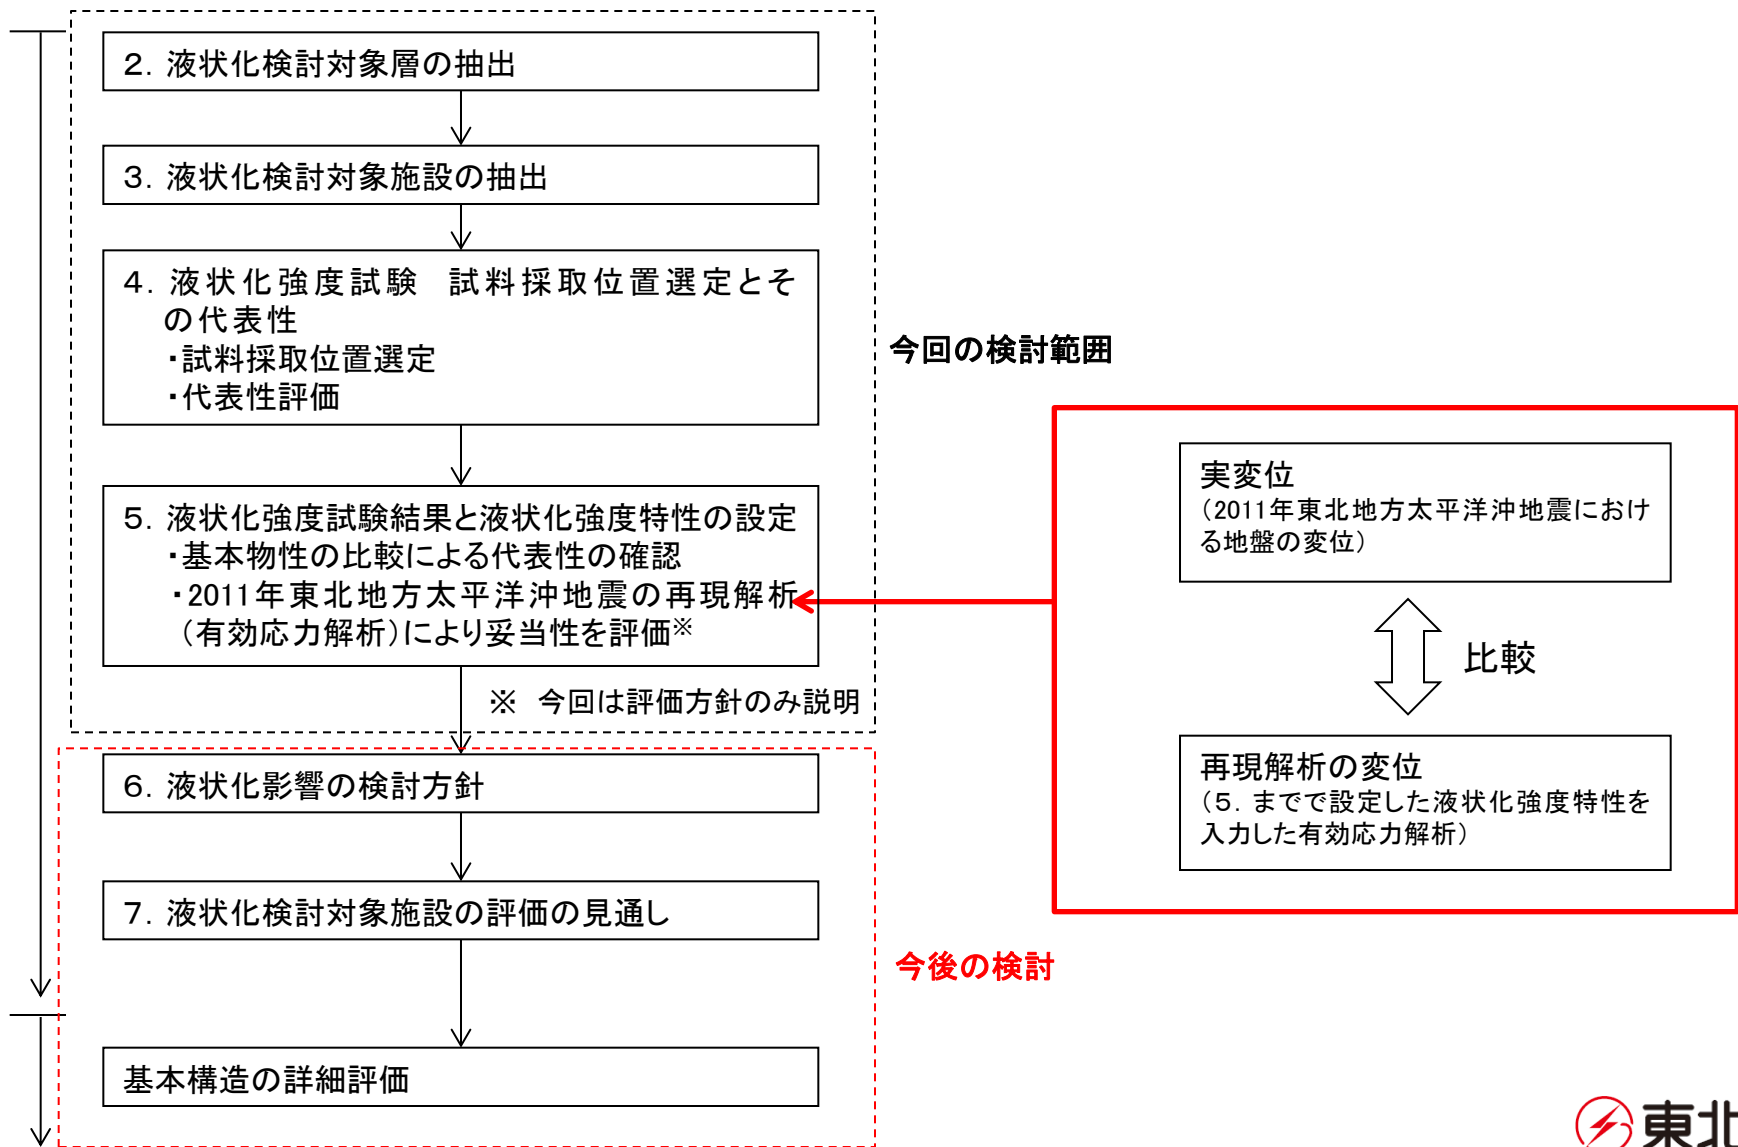 2．液状化検討対象層の抽出
3．液状化検討対象施設の抽出
4．液状化強度試験　試料採取位置選定とそ
の代表性
・試料採取位置選定
・代表性評価
今回の検討範囲
5．液状化強度試験結果と液状化強度特性の設定
・基本物性の比較による代表性の確認
・2011年東北地方太平洋沖地震の再現解析
（有効応力解析）により妥当性を評価※
※　今回は評価方針のみ説明
実変位
（2011年東北地方太平洋沖地震におけ
る地盤の変位）
比較
再現解析の変位
（5．までで設定した液状化強度特性を
入力した有効応力解析）
6．液状化影響の検討方針
7．液状化検討対象施設の評価の見通し
今後の検討
基本構造の詳細評価
東北